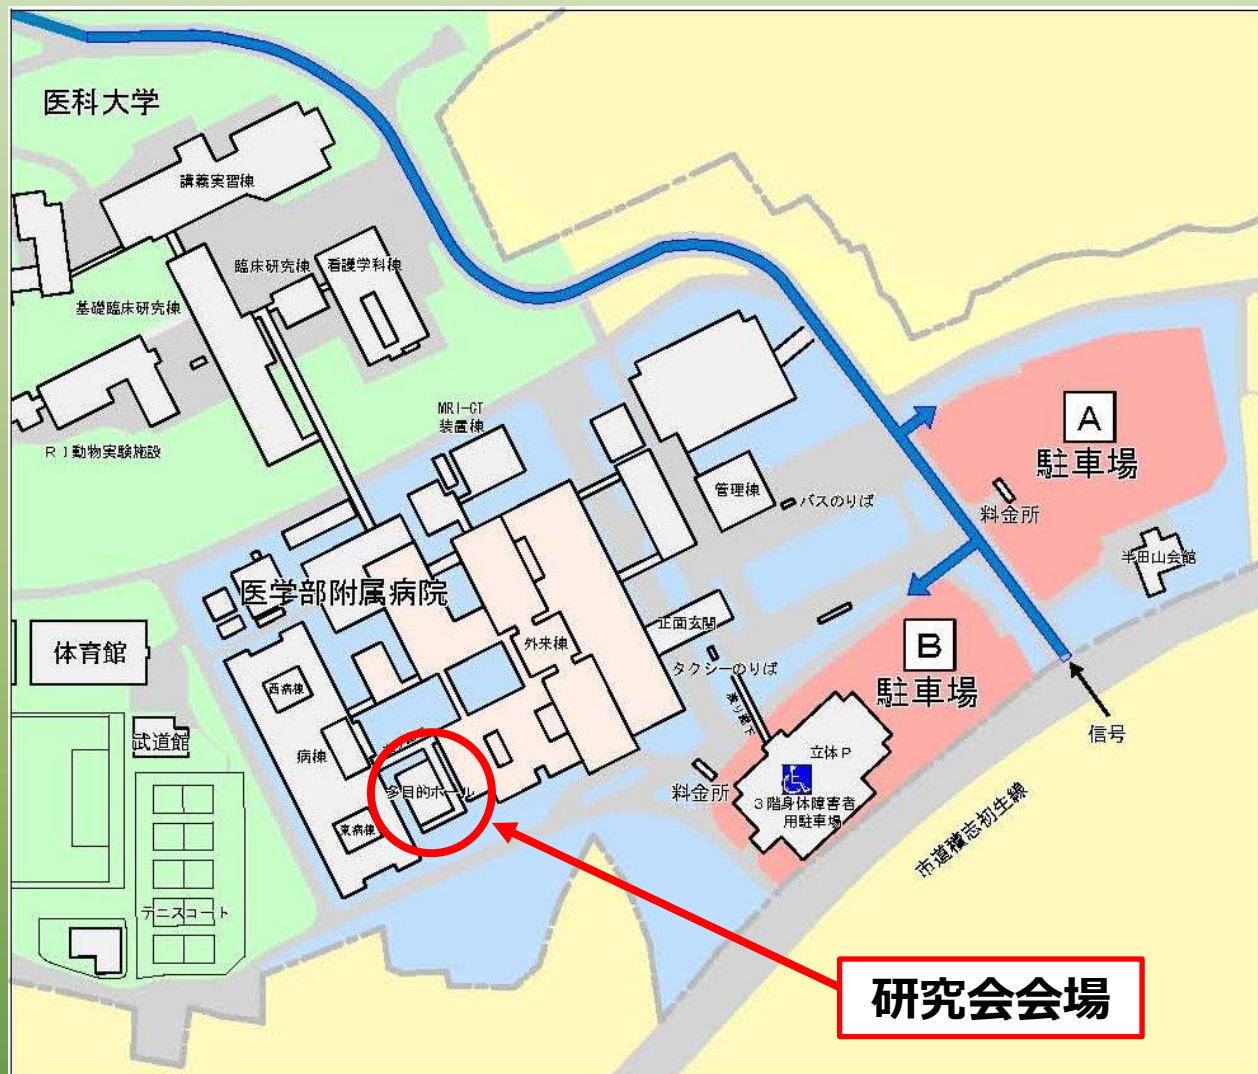 医科大学
講義実習棟
臨床研究棟
看護学科棟
基礎臨床研究棟
RI動物実験施設
MRI-CT
装置棟
管理棟
バスのりば
A
駐車場
料金所
半田山会館
医学部附属病院
体育館
武道館
西病棟
病棟
東病棟
多目的ホール
外来棟
正面玄関
タクシーのりば
渡り廊下
B
駐車場
立体P
3階身体障害者
用駐車場
料金所
信号
市道積志初生線
テニスコート
研究会会場